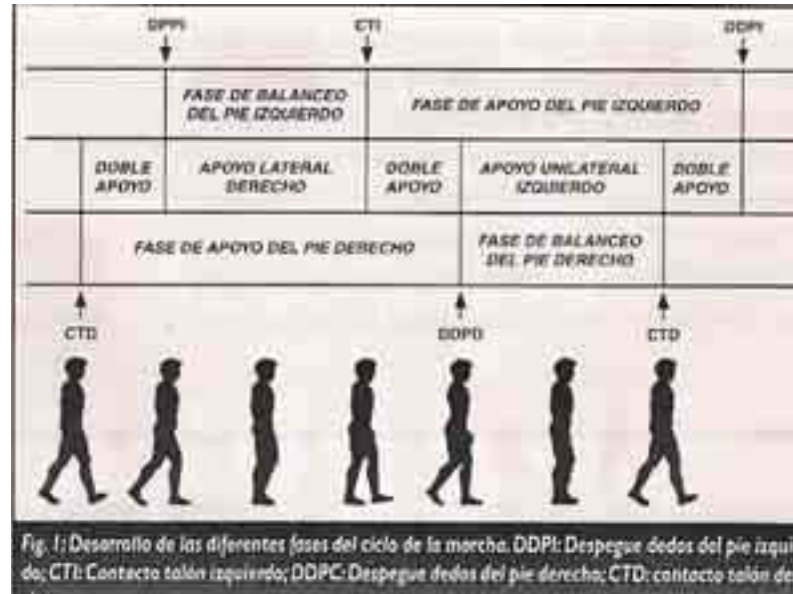 DPPI CTI DDPI
FASE DE BALANCEO
DEL PIE IZQUIERDO
FASE DE APOYO DEL PIE IZQUIERDO
DOBLE
APOYO
APOYO LATERAL
DERECHO
DOBLE
APOYO
APOYO UNILATERAL
IZQUIERDO
DOBLE
APOYO
FASE DE APOYO DEL PIE DERECHO
FASE DE BALANCEO
DEL PIE DERECHO
CTD DDPD CTD
Fig. 1: Desarrollo de las diferentes fases del ciclo de la marcha. DDPI: Despegue dedos del pie izqui
do; CTI: Contacto talón izquierdo; DDPC: Despegue dedos del pie derecho; CTD: contacto talón de